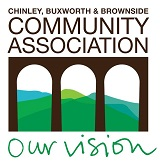 CHINLEY, BUXWORTH & BROWNSIDE
COMMUNITY
ASSOCIATION
our vision